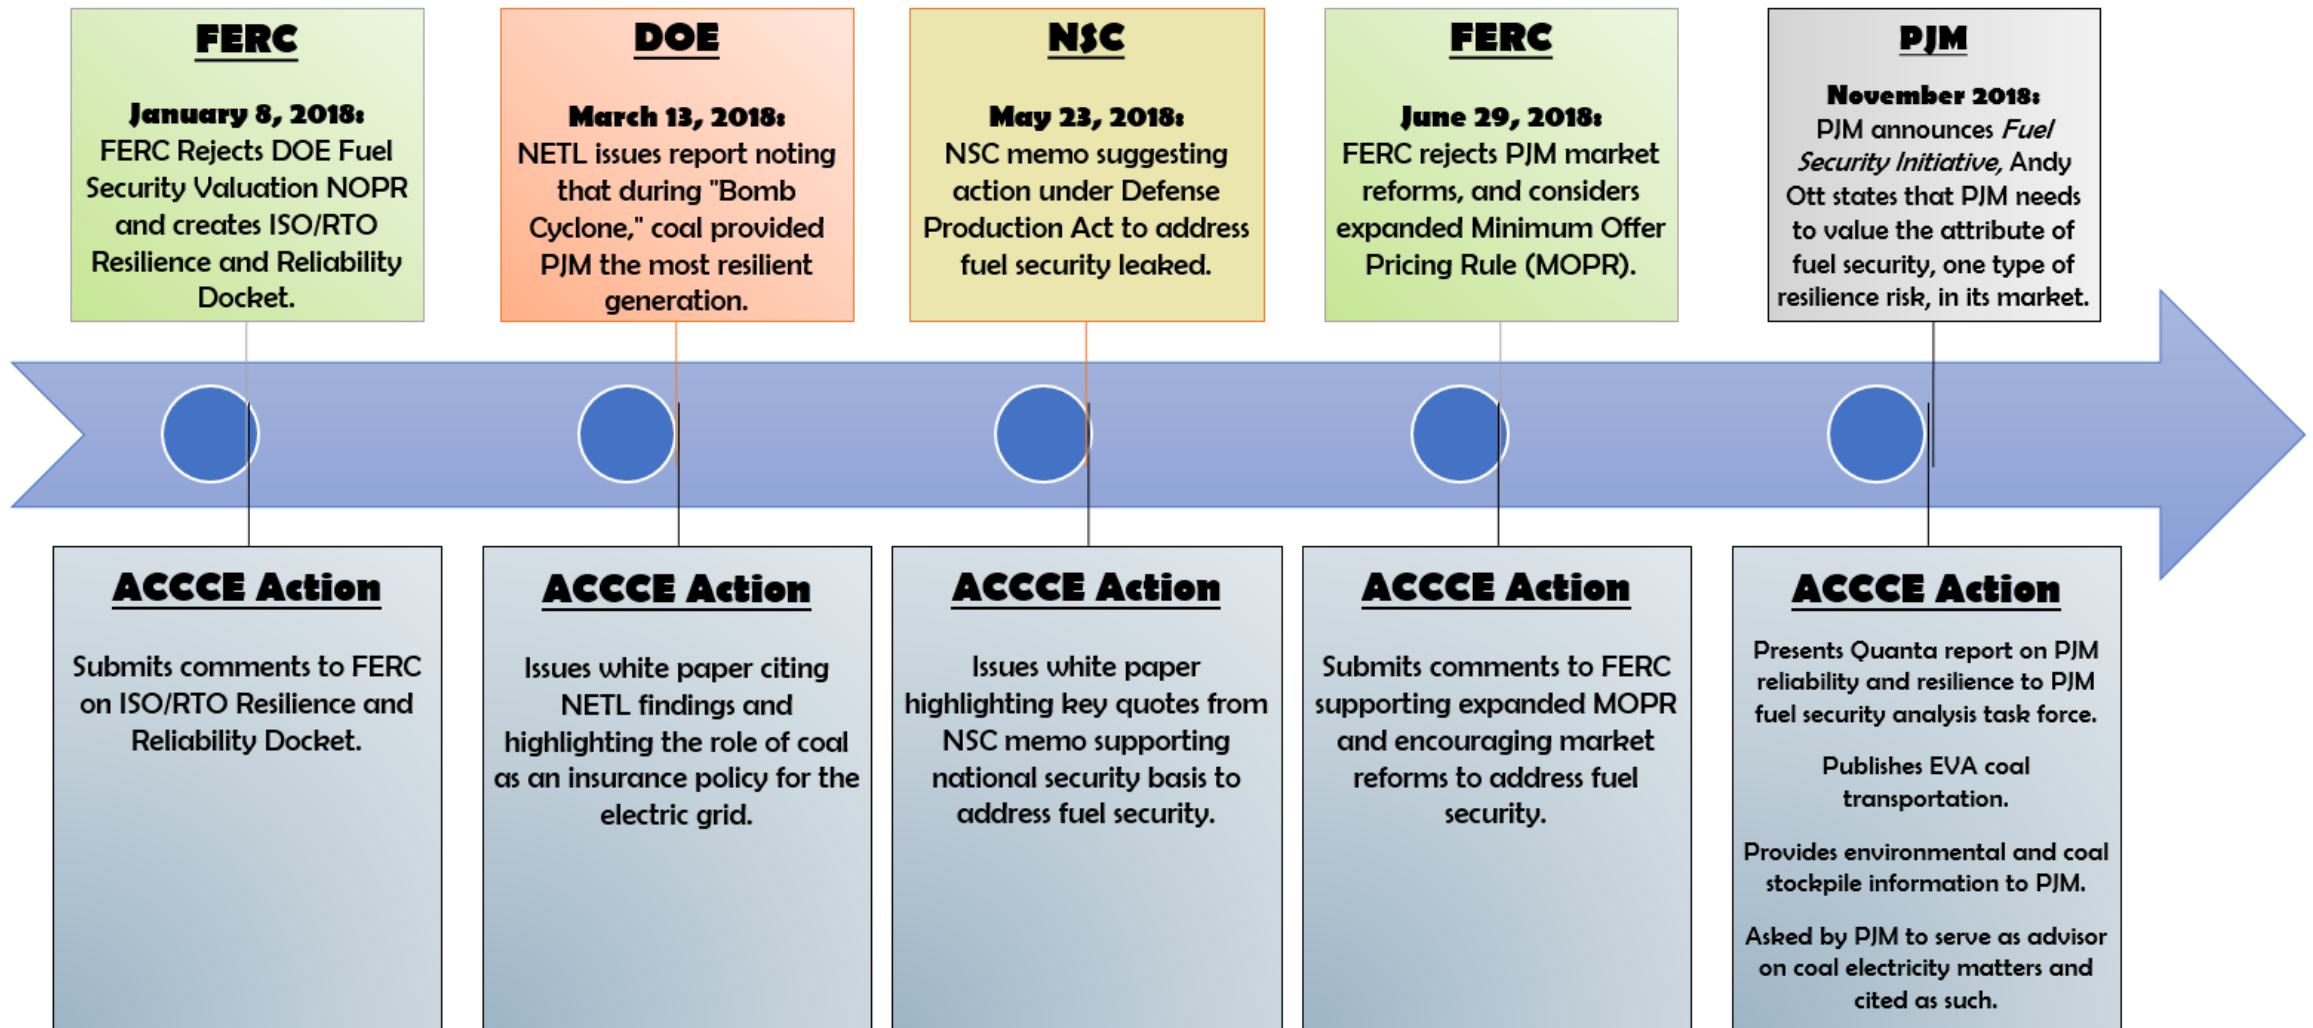 FERC
January 8, 2018:
FERC Rejects DOE Fuel
Security Valuation NOPR
and creates ISO/RTO
Resilience and Reliability
Docket.
DOE
March 13, 2018:
NETL issues report noting
that during "Bomb
Cyclone," coal provided
PJM the most resilient
generation.
NSC
May 23, 2018:
NSC memo suggesting
action under Defense
Production Act to address
fuel security leaked.
FERC
June 29, 2018:
FERC rejects PJM market
reforms, and considers
expanded Minimum Offer
Pricing Rule (MOPR).
PJM
November 2018:
PJM announces Fuel
Security Initiative, Andy
Ott states that PJM needs
to value the attribute of
fuel security, one type of
resilience risk, in its market.
ACCCE Action
Submits comments to FERC
on ISO/RTO Resilience and
Reliability Docket.
ACCCE Action
Issues white paper citing
NETL findings and
highlighting the role of coal
as an insurance policy for the
electric grid.
ACCCE Action
Issues white paper
highlighting key quotes from
NSC memo supporting
national security basis to
address fuel security.
ACCCE Action
Submits comments to FERC
supporting expanded MOPR
and encouraging market
reforms to address fuel
security.
ACCCE Action
Presents Quanta report on PJM
reliability and resilience to PJM
fuel security analysis task force.
Publishes EVA coal
transportation.
Provides environmental and coal
stockpile information to PJM.
Asked by PJM to serve as advisor
on coal electricity matters and
cited as such.